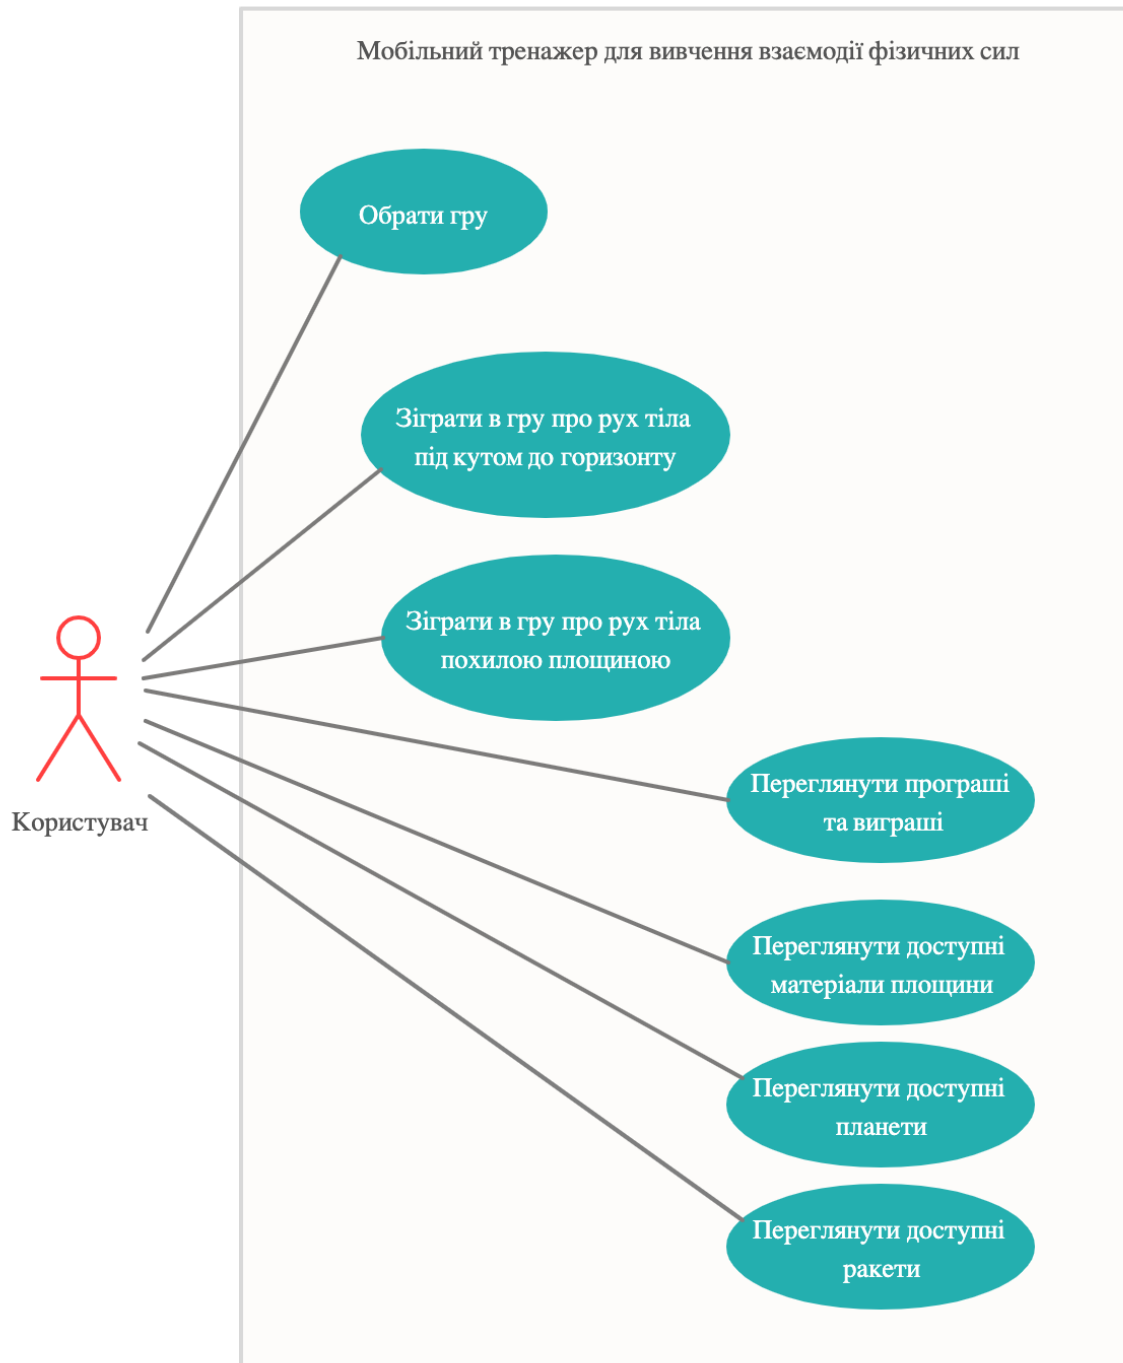 Мобільний тренажер для вивчення взаємодії фізичних сил
Обрати гру
Зіграти в гру про рух тіла
під кутом до горизонту
Зіграти в гру про рух тіла
похилою площиною
Користувач
Переглянути програші
та виграші
Переглянути доступні
матеріали площини
Переглянути доступні
планети
Переглянути доступні
ракети